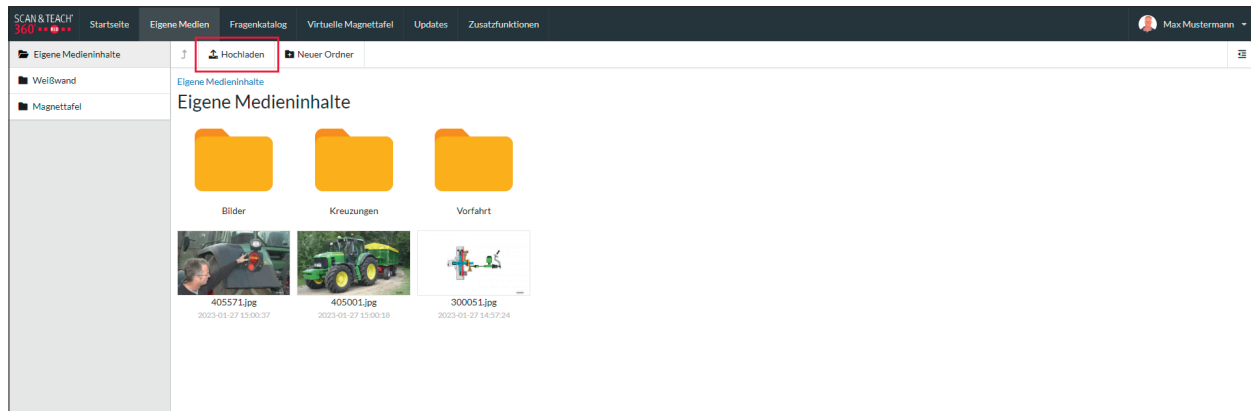 SCAN & TEACH®
360°
Startseite
Eigene Medien
Fragenkatalog
Virtuelle Magnettafel
Updates
Zusatzfunktionen
Max Mustermann
Eigene Medieninhalte
Hochladen
Neuer Ordner
Weißwand
Magnettafel
Eigene Medieninhalte
Eigene Medieninhalte
Bilder
Kreuzungen
Vorfahrt
405571.jpg
2023-01-27 15:00:37
405001.jpg
2023-01-27 15:00:18
300051.jpg
2023-01-27 14:57:24